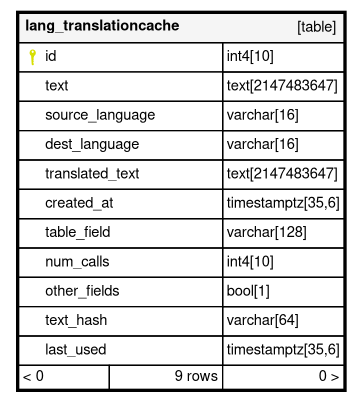 lang_translationcache [table]
id int4[10]
text text[2147483647]
source_language varchar[16]
dest_language varchar[16]
translated_text text[2147483647]
created_at timestamptz[35,6]
table_field varchar[128]
num_calls int4[10]
other_fields bool[1]
text_hash varchar[64]
last_used timestamptz[35,6]
< 0 9 rows 0 >